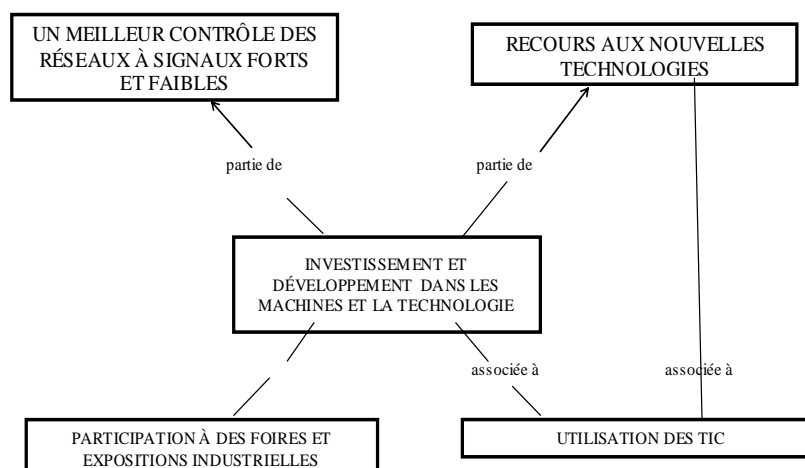 UN MEILLEUR CONTRÔLE DES
RÉSEAUX À SIGNAUX FORTS
ET FAIBLES
RECOURS AUX NOUVELLES
TECHNOLOGIES
partie de
partie de
INVESTISSEMENT ET
DÉVELOPPEMENT DANS LES
MACHINES ET LA TECHNOLOGIE
associée à
associée à
PARTICIPATION À DES FOIRES ET
EXPOSITIONS INDUSTRIELLES
UTILISATION DES TIC